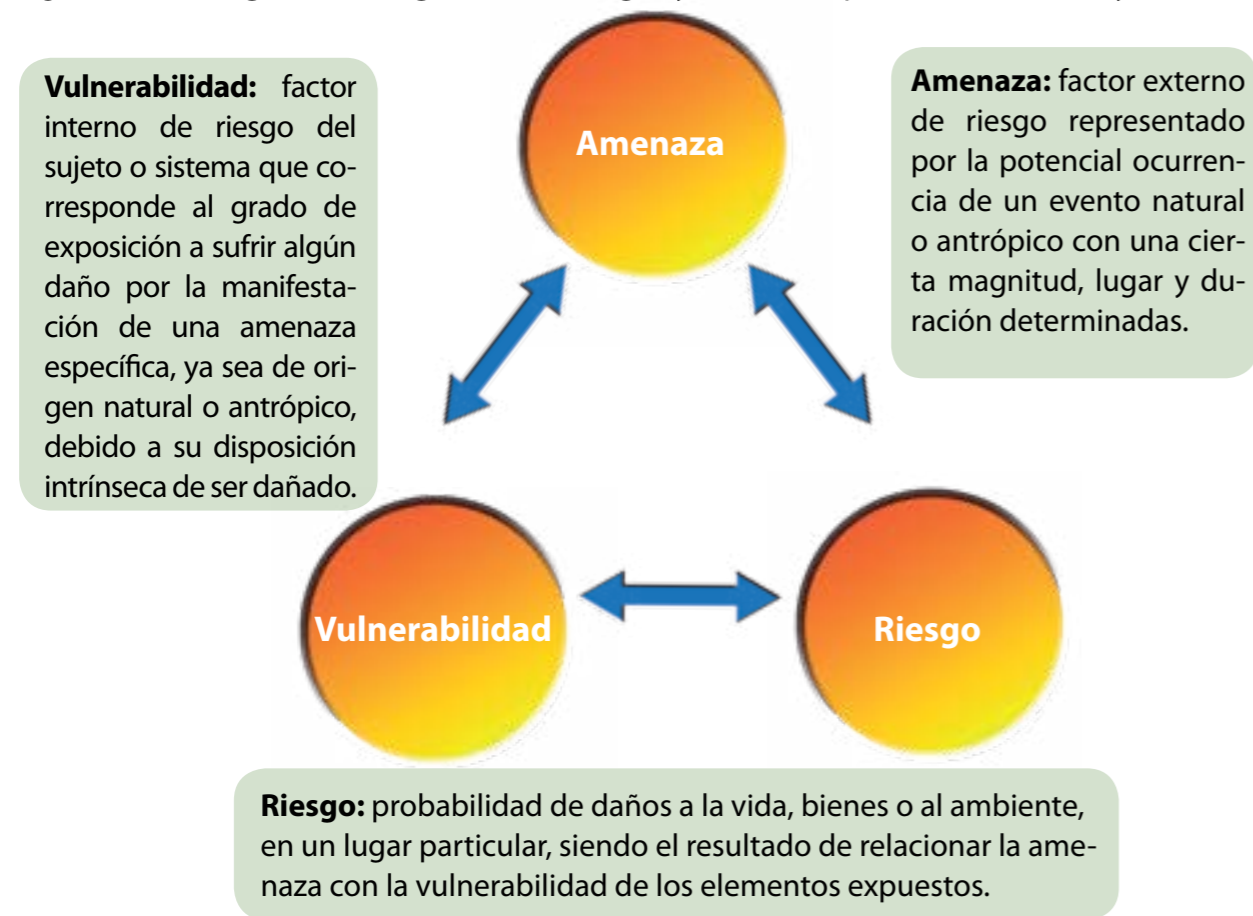 Vulnerabilidad: factor
interno de riesgo del
sujeto o sistema que co-
rresponde al grado de
exposición a sufrir algún
daño por la manifesta-
ción de una amenaza
específica, ya sea de ori-
gen natural o antrópico,
debido a su disposición
intrínseca de ser dañado.
Amenaza
Amenaza: factor externo
de riesgo representado
por la potencial ocurren-
cia de un evento natural
o antrópico con una cier-
ta magnitud, lugar y du-
ración determinadas.
Vulnerabilidad
Riesgo
Riesgo: probabilidad de daños a la vida, bienes o al ambiente,
en un lugar particular, siendo el resultado de relacionar la ame-
naza con la vulnerabilidad de los elementos expuestos.